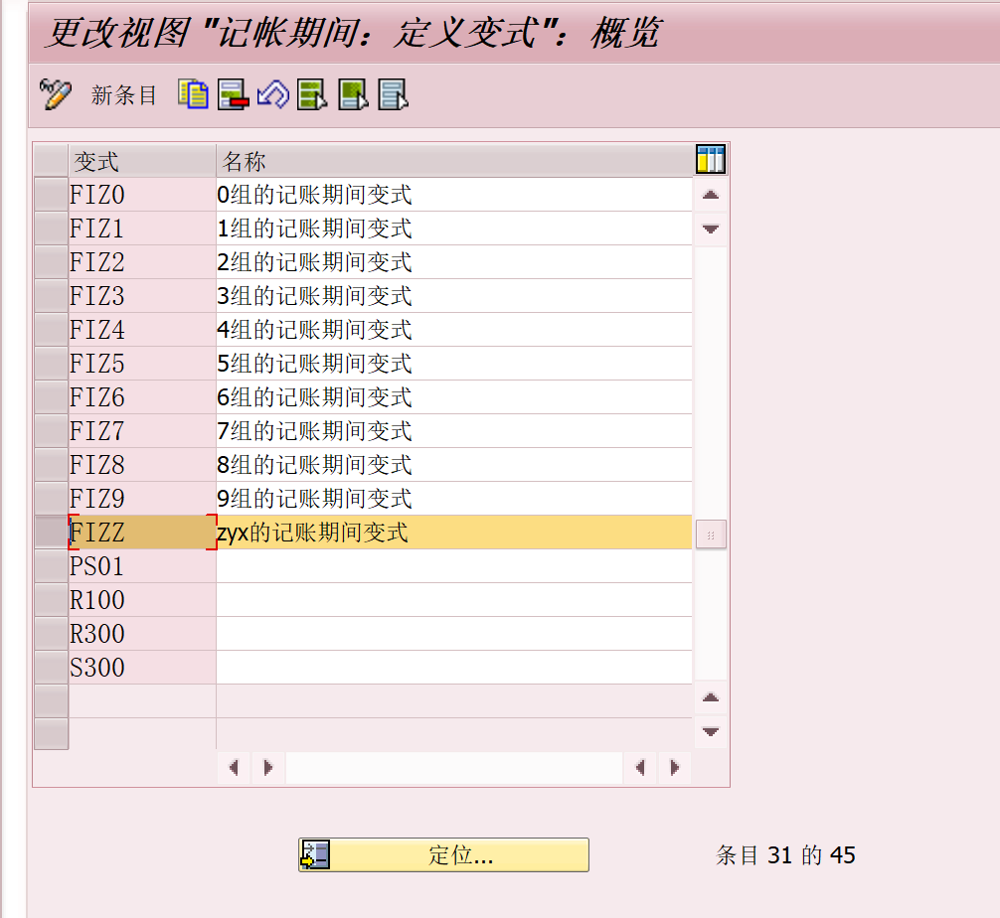 更改视图 "记帐期间：定义变式"：概览
新条目
变式 名称
FIZ0 0组的记账期间变式
FIZ1 1组的记账期间变式
FIZ2 2组的记账期间变式
FIZ3 3组的记账期间变式
FIZ4 4组的记账期间变式
FIZ5 5组的记账期间变式
FIZ6 6组的记账期间变式
FIZ7 7组的记账期间变式
FIZ8 8组的记账期间变式
FIZ9 9组的记账期间变式
FIZZ zyx的记账期间变式
PS01
R100
R300
S300
定位... 条目 31 的 45